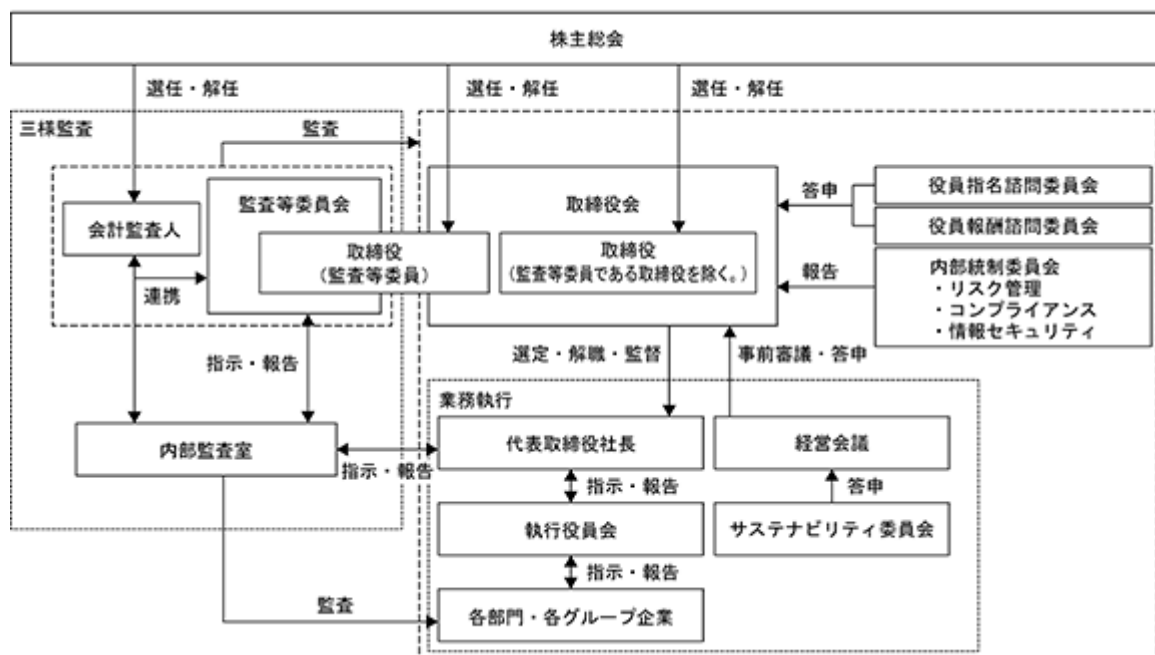 株主総会
選任・解任
選任・解任
選任・解任
三様監査
監査
会計監査人
監査等委員会
取締役
(監査等委員)
連携
取締役会
取締役
(監査等委員である取締役を除く。)
答申
役員指名諮問委員会
役員報酬諮問委員会
報告
内部統制委員会
・リスク管理
・コンプライアンス
・情報セキュリティ
指示・報告
選定・解職・監督
事前審議・答申
業務執行
内部監査室
指示・報告
代表取締役社長
経営会議
指示・報告
答申
執行役員会
サステナビリティ委員会
指示・報告
監査
各部門・各グループ企業